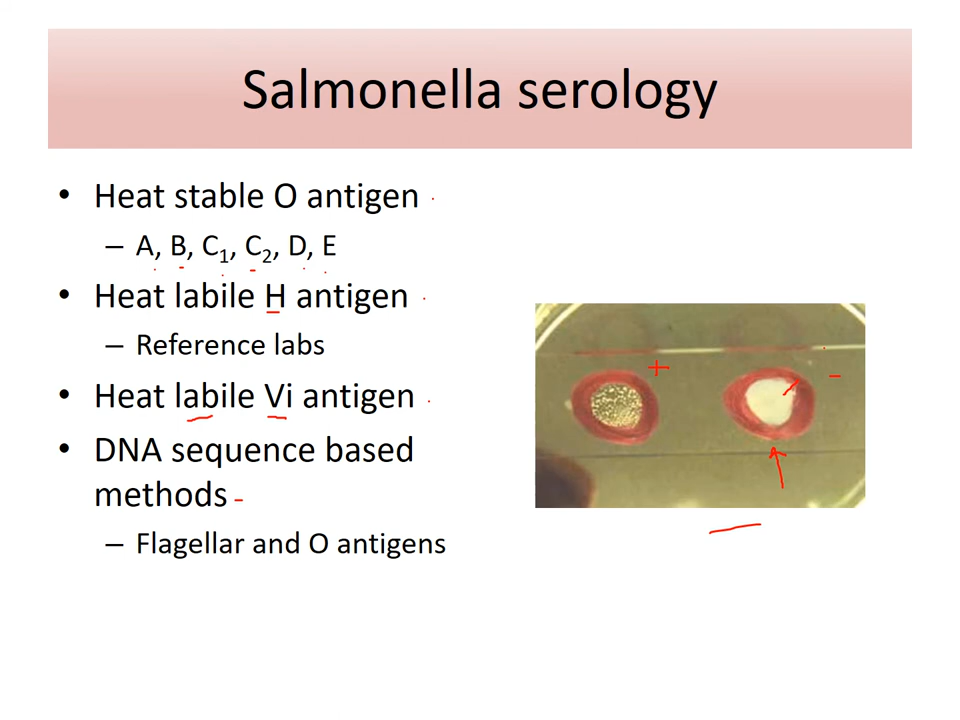 Salmonella serology
• Heat stable O antigen
– A, B, C₁, C₂, D, E
• Heat labile H antigen
– Reference labs
• Heat labile Vi antigen
• DNA sequence based
methods
– Flagellar and O antigens
+
-